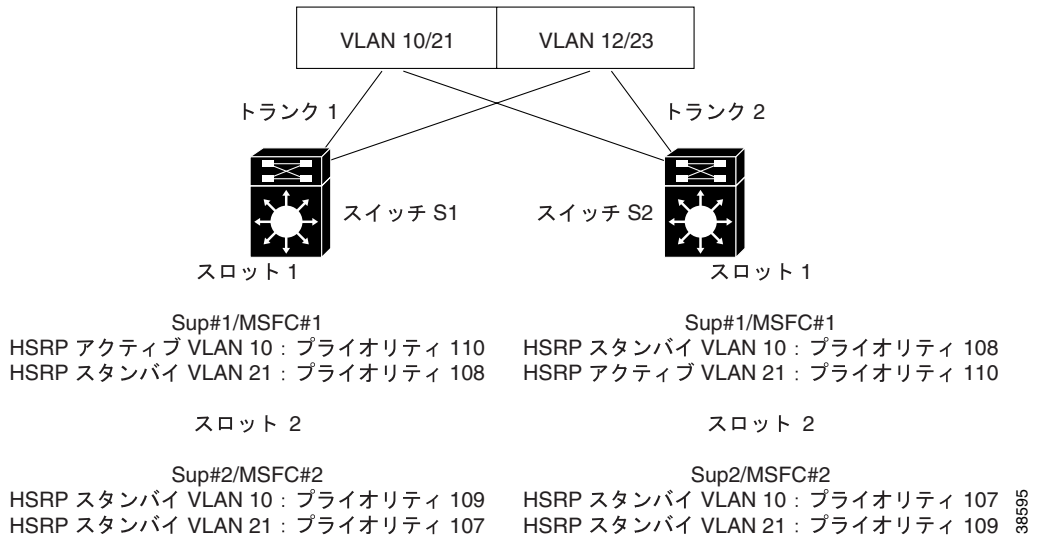 VLAN 10/21 VLAN 12/23
トランク 1 トランク 2
スイッチ S1 スイッチ S2
スロット 1 スロット 1
Sup#1/MSFC#1
HSRP アクティブ VLAN 10：プライオリティ 110
HSRP スタンバイ VLAN 21：プライオリティ 108
Sup#1/MSFC#1
HSRP スタンバイ VLAN 10：プライオリティ 108
HSRP アクティブ VLAN 21：プライオリティ 110
スロット 2 スロット 2
Sup#2/MSFC#2
HSRP スタンバイ VLAN 10：プライオリティ 109
HSRP スタンバイ VLAN 21：プライオリティ 107
Sup2/MSFC#2
HSRP スタンバイ VLAN 10：プライオリティ 107
HSRP スタンバイ VLAN 21：プライオリティ 109
38595